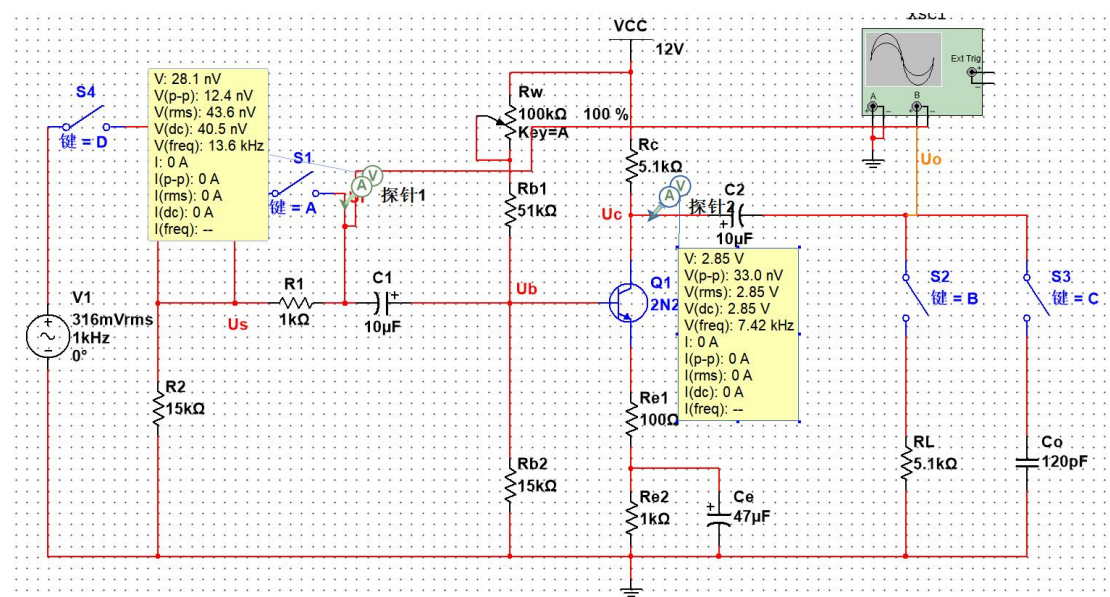 XSC1
VCC
12V
Ext Trig
A
B
S4
键 = D
V: 28.1 nV
V(p-p): 12.4 nV
V(rms): 43.6 nV
V(dc): 40.5 nV
V(freq): 13.6 kHz
I: 0 A
I(p-p): 0 A
I(rms): 0 A
I(dc): 0 A
I(freq): --
Rw
100kΩ
100 %
Key=A
Rc
5.1kΩ
Uo
S1
键 = A
A
V
探针1
Rb1
51kΩ
Uc
A
V
探针2
C2
10µF
V: 2.85 V
V(p-p): 33.0 nV
V(rms): 2.85 V
V(dc): 2.85 V
V(freq): 7.42 kHz
I: 0 A
I(p-p): 0 A
I(rms): 0 A
I(dc): 0 A
I(freq): --
S2
键 = B
S3
键 = C
V1
316mVrms
1kHz
0°
Us
R1
1kΩ
C1
10µF
Ub
Q1
2N2
R2
15kΩ
Re1
100Ω
Rb2
15kΩ
Re2
1kΩ
Ce
47µF
RL
5.1kΩ
Co
120pF